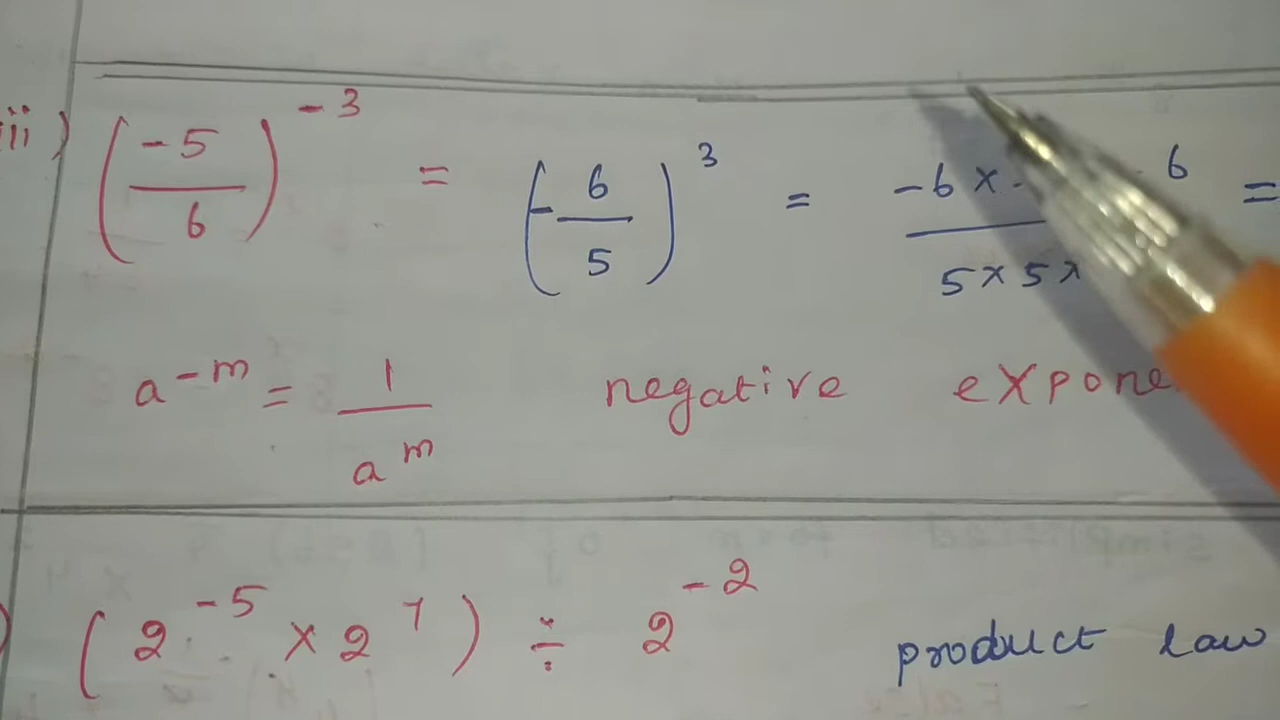 iii) (-5/6)^-3 = (-6/5)^3 = -6 × - 6 / 5 × 5 × =
a^-m = 1/a^m negative expone
(2^-5 × 2^7) ÷ 2^-2 product law